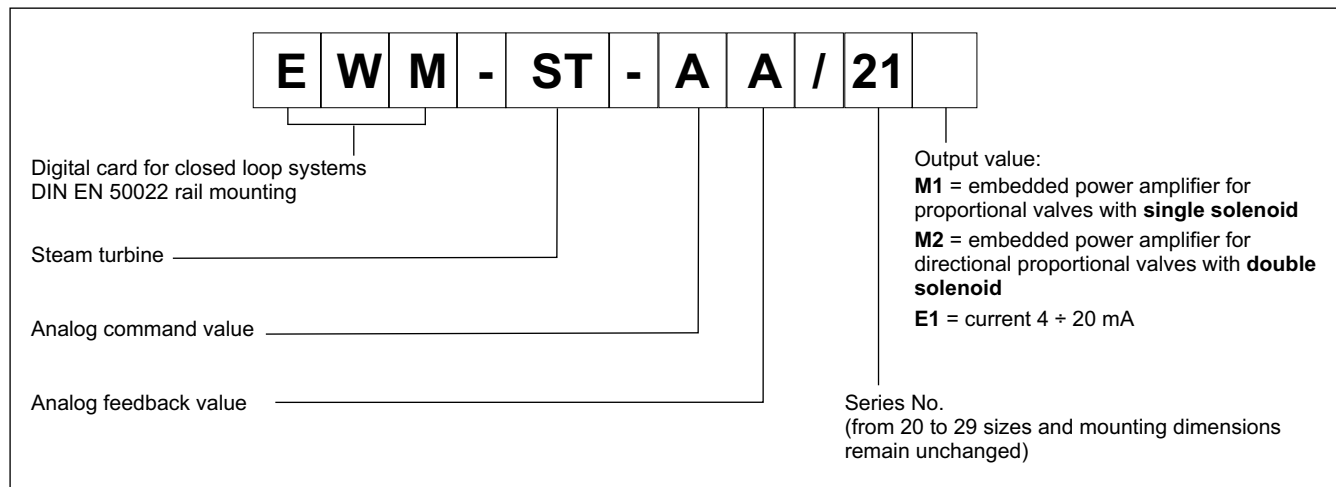 E W M - ST - A A / 21
Digital card for closed loop systems
DIN EN 50022 rail mounting
Steam turbine
Analog command value
Analog feedback value
Output value:
M1 = embedded power amplifier for
proportional valves with single solenoid
M2 = embedded power amplifier for
directional proportional valves with double
solenoid
E1 = current 4 ÷ 20 mA
Series No.
(from 20 to 29 sizes and mounting dimensions
remain unchanged)